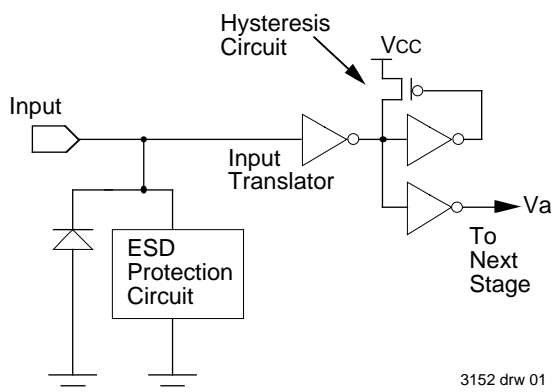 Hysteresis
Circuit
VCC
Input
Input
Translator
Va
To
Next
Stage
ESD
Protection
Circuit
3152 drw 01